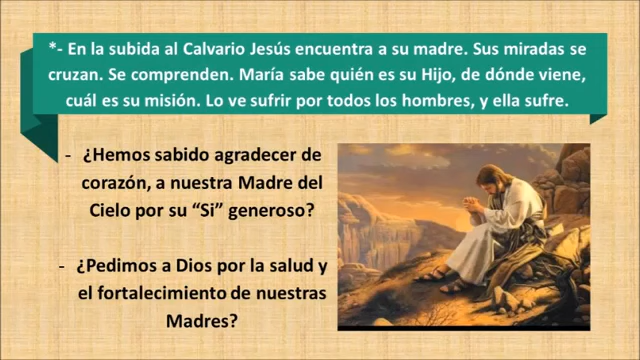 *- En la subida al Calvario Jesús encuentra a su madre. Sus miradas se
cruzan. Se comprenden. María sabe quién es su Hijo, de dónde viene,
cuál es su misión. Lo ve sufrir por todos los hombres, y ella sufre.
- ¿Hemos sabido agradecer de
corazón, a nuestra Madre del
Cielo por su “Si” generoso?
- ¿Pedimos a Dios por la salud y
el fortalecimiento de nuestras
Madres?